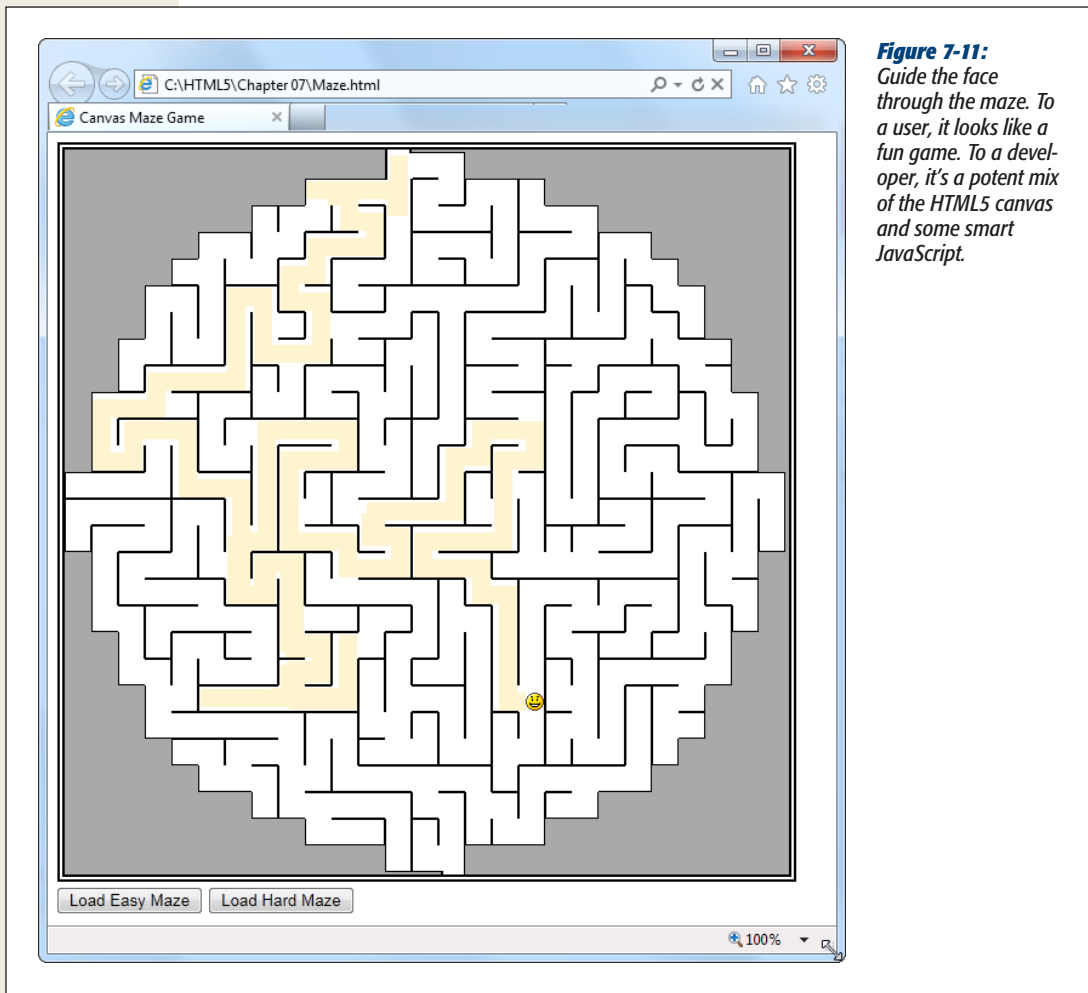 C:\HTML5\Chapter 07\Maze.html
Canvas Maze Game
Load Easy Maze
Load Hard Maze
100%
Figure 7-11:
Guide the face
through the maze. To
a user, it looks like a
fun game. To a devel-
oper, it's a potent mix
of the HTML5 canvas
and some smart
JavaScript.